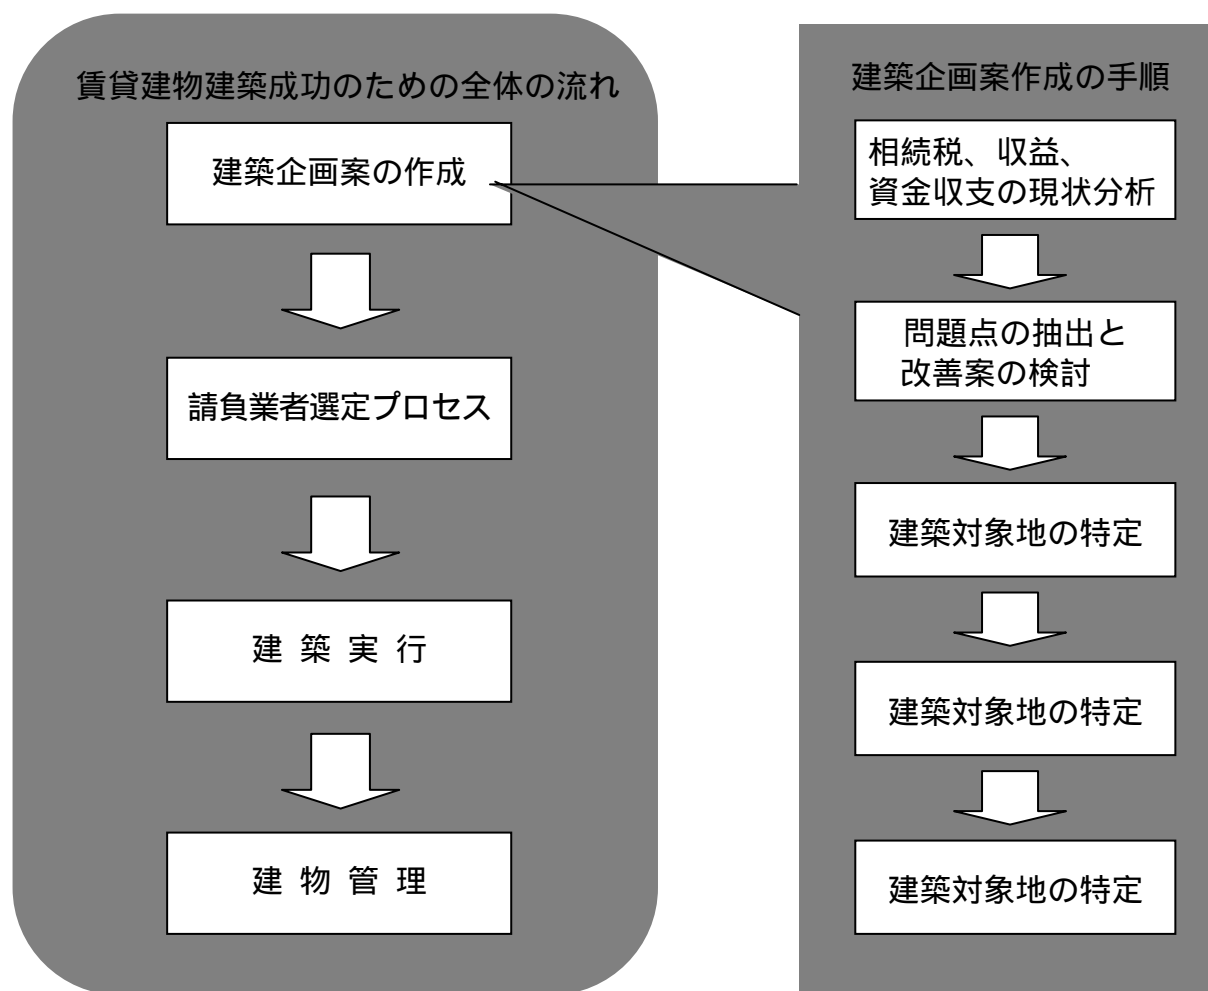 賃貸建物建築成功のための全体の流れ
建築企画案の作成
請負業者選定プロセス
建 築 実 行
建 物 管 理
建築企画案作成の手順
相続税、収益、
資金収支の現状分析
問題点の抽出と
改善案の検討
建築対象地の特定
建築対象地の特定
建築対象地の特定